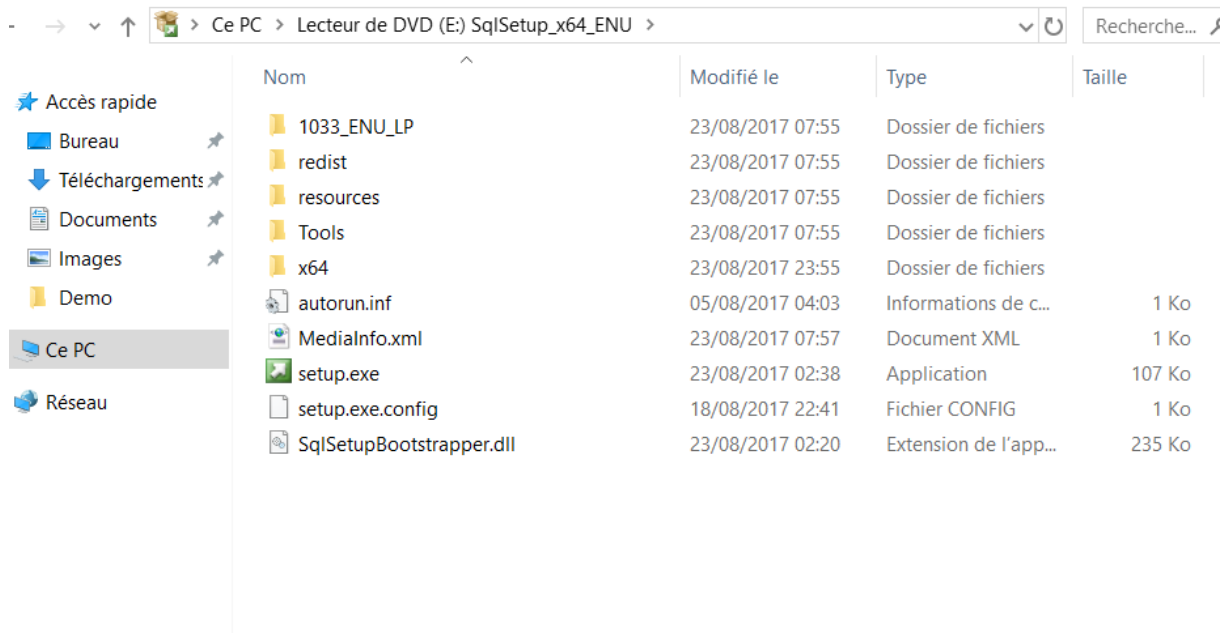 Ce PC > Lecteur de DVD (E:) SqlSetup_x64_ENU >
Recherche...
Nom Modifié le Type Taille
Accès rapide
Bureau
Téléchargements
Documents
Images
Demo
Ce PC
Réseau
1033_ENU_LP 23/08/2017 07:55 Dossier de fichiers
redist 23/08/2017 07:55 Dossier de fichiers
resources 23/08/2017 07:55 Dossier de fichiers
Tools 23/08/2017 07:55 Dossier de fichiers
x64 23/08/2017 23:55 Dossier de fichiers
autorun.inf 05/08/2017 04:03 Informations de c... 1 Ko
MediaInfo.xml 23/08/2017 07:57 Document XML 1 Ko
setup.exe 23/08/2017 02:38 Application 107 Ko
setup.exe.config 18/08/2017 22:41 Fichier CONFIG 1 Ko
SqlSetupBootstrapper.dll 23/08/2017 02:20 Extension de l'app... 235 Ko